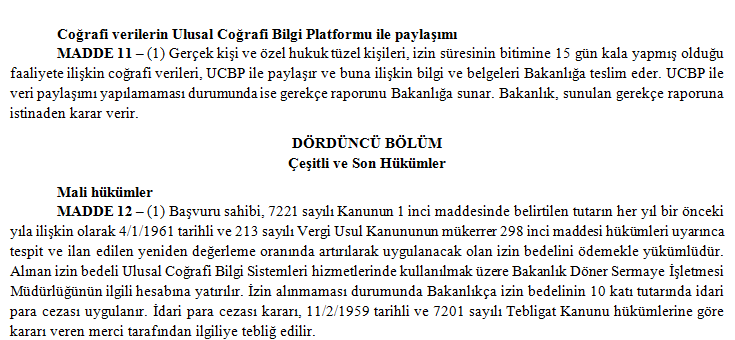 Coğrafi verilerin Ulusal Coğrafi Bilgi Platformu ile paylaşımı
MADDE 11 – (1) Gerçek kişi ve özel hukuk tüzel kişileri, izin süresinin bitimine 15 gün kala yapmış olduğu
faaliyete ilişkin coğrafi verileri, UCBP ile paylaşır ve buna ilişkin bilgi ve belgeleri Bakanlığa teslim eder. UCBP ile
veri paylaşımı yapılamaması durumunda ise gerekçe raporunu Bakanlığa sunar. Bakanlık, sunulan gerekçe raporuna
istinaden karar verir.
DÖRDÜNCÜ BÖLÜM
Çeşitli ve Son Hükümler
Mali hükümler
MADDE 12 – (1) Başvuru sahibi, 7221 sayılı Kanunun 1 inci maddesinde belirtilen tutarın her yıl bir önceki
yıla ilişkin olarak 4/1/1961 tarihli ve 213 sayılı Vergi Usul Kanununun mükerrer 298 inci maddesi hükümleri uyarınca
tespit ve ilan edilen yeniden değerleme oranında artırılarak uygulanacak olan izin bedelini ödemekle yükümlüdür.
Alınan izin bedeli Ulusal Coğrafi Bilgi Sistemleri hizmetlerinde kullanılmak üzere Bakanlık Döner Sermaye İşletmesi
Müdürlüğünün ilgili hesabına yatırılır. İzin alınmaması durumunda Bakanlıkça izin bedelinin 10 katı tutarında idari
para cezası uygulanır. İdari para cezası kararı, 11/2/1959 tarihli ve 7201 sayılı Tebligat Kanunu hükümlerine göre
kararı veren merci tarafından ilgiliye tebliğ edilir.